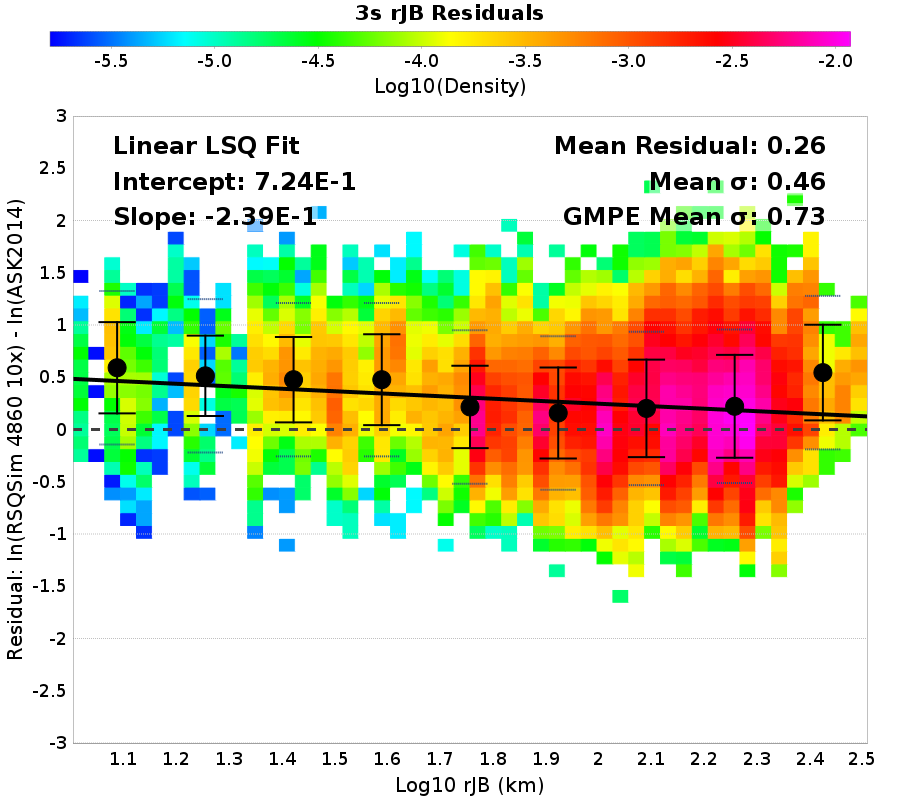 3s rJB Residuals
-5.5 -5.0 -4.5 -4.0 -3.5 -3.0 -2.5 -2.0
Log10(Density)
Linear LSQ Fit
Intercept: 7.24E-1
Slope: -2.39E-1
Mean Residual: 0.26
Mean σ: 0.46
GMPE Mean σ: 0.73
Residual: ln(RSQSim 4860 10x) - ln(ASK2014)
3
2.5
2
1.5
1
0.5
0
-0.5
-1
-1.5
-2
-2.5
-3
1.1 1.2 1.3 1.4 1.5 1.6 1.7 1.8 1.9 2 2.1 2.2 2.3 2.4 2.5
Log10 rJB (km)